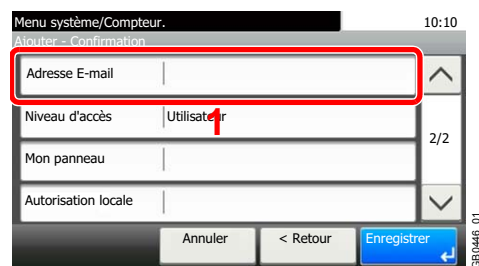 Menu système/Compteur.
10:10
Ajouter - Confirmation
Adresse E-mail
Niveau d'accès
Utilisateur
1
2/2
Mon panneau
Autorisation locale
Annuler
< Retour
Enregistrer
GB0446_01